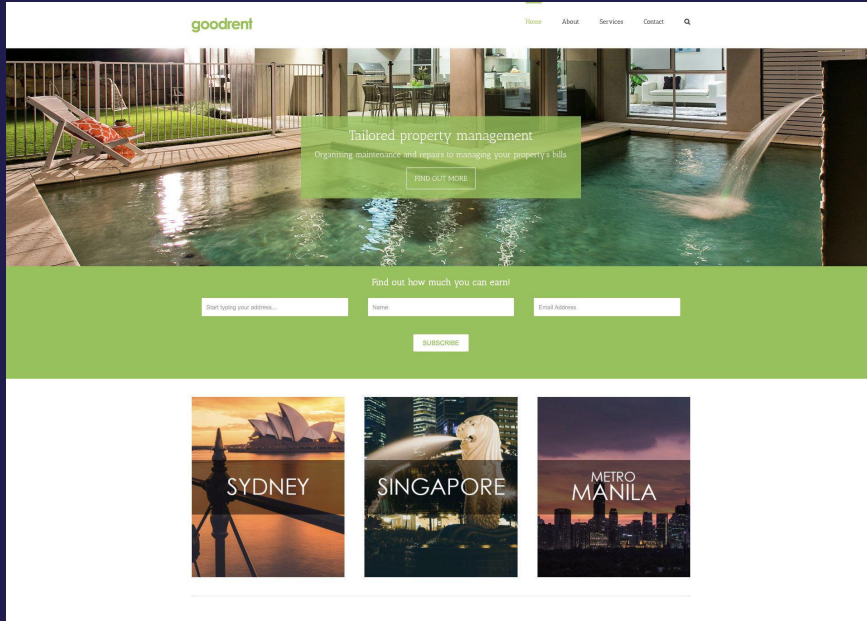 goodrent
Home About Services Contact
Tailored property management
Organising maintenance and repairs to managing your property's bills
FIND OUT MORE
Find out how much you can earn!
Start typing your address...
Name
Email Address
SUBSCRIBE
SYDNEY
SINGAPORE
METRO
MANILA